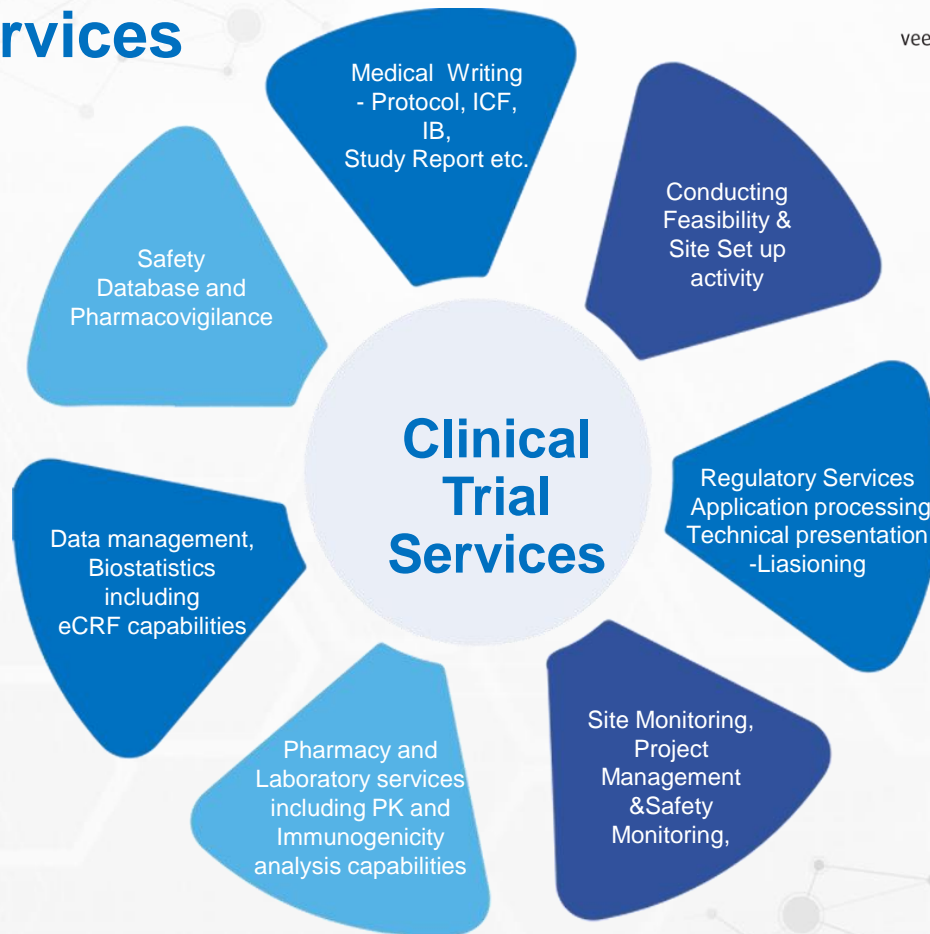 rvices
vee
Medical Writing
- Protocol, ICF,
IB,
Study Report etc.
Conducting
Feasibility &
Site Set up
activity
Regulatory Services
Application processing
Technical presentation
-Liasioning
Site Monitoring,
Project
Management
&Safety
Monitoring,
Pharmacy and
Laboratory services
including PK and
Immunogenicity
analysis capabilities
Data management,
Biostatistics
including
eCRF capabilities
Safety
Database and
Pharmacovigilance
Clinical
Trial
Services